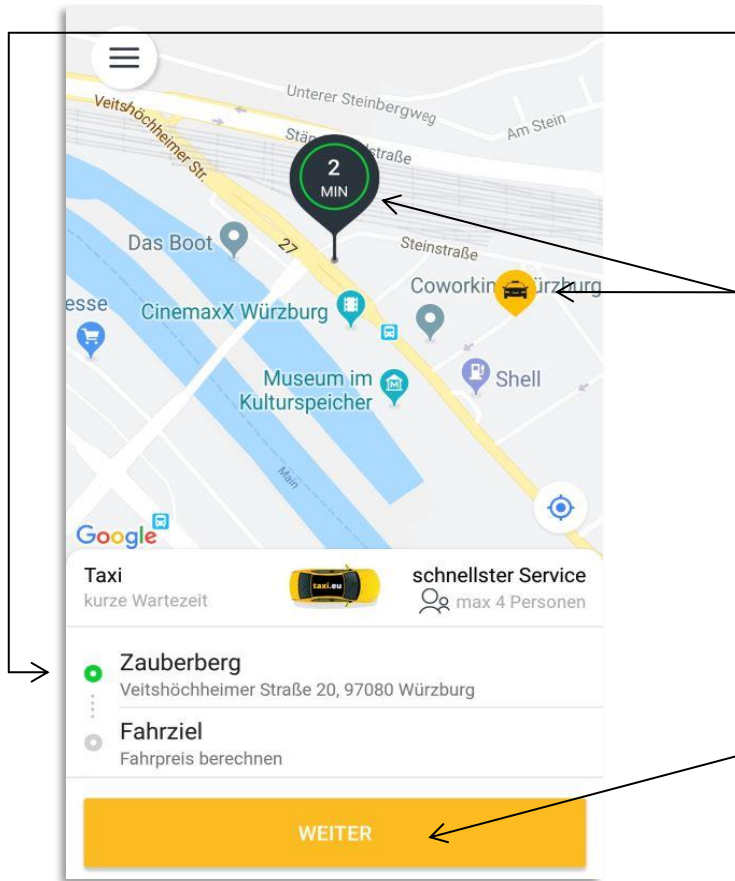 Unterer Steinbergweg
Veitshöchheimer Str.
Am Stein
2
MIN
Das Boot
27
Steinstraße
esse
CinemaxX Würzburg
Museum im
Kulturspeicher
Shell
Main
Google
Taxi
kurze Wartezeit
taxi.eu
schnellster Service
max 4 Personen
Zauberberg
Veitshöchheimer Straße 20, 97080 Würzburg
Fahrziel
Fahrpreis berechnen
WEITER